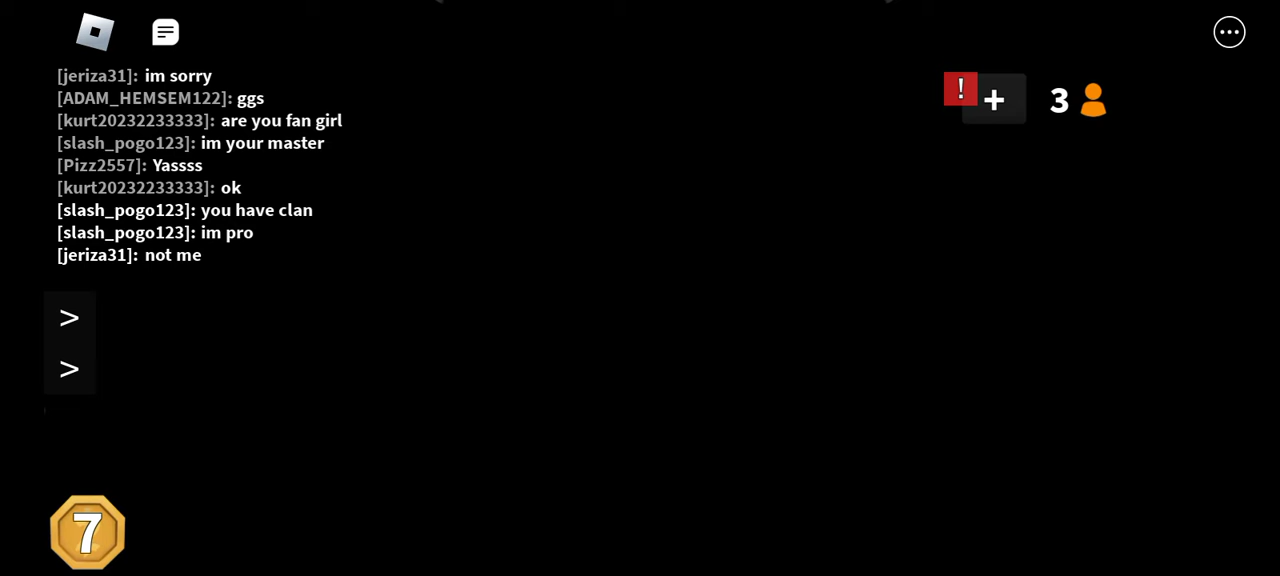 [jeriza31]: im sorry
[ADAM_HEMSEM122]: ggs
[kurt20232233333]: are you fan girl
[slash_pogo123]: im your master
[Pizz2557]: Yassss
[kurt20232233333]: ok
[slash_pogo123]: you have clan
[slash_pogo123]: im pro
[jeriza31]: not me
! + 3
>
>
7